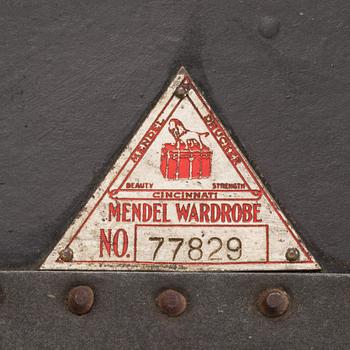 MENDEL DRUCKER
BEAUTY STRENGTH
CINCINNATI
MENDEL WARDROBE
NO. 77829